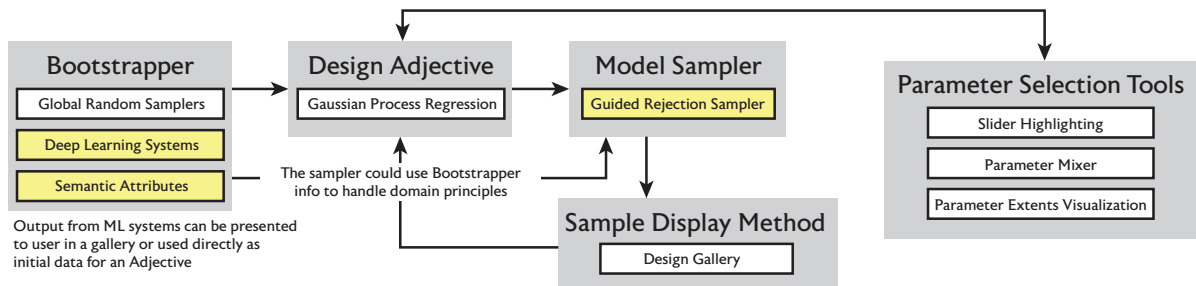 Bootstrapper
Global Random Samplers
Deep Learning Systems
Semantic Attributes
Output from ML systems can be presented
to user in a gallery or used directly as
initial data for an Adjective
Design Adjective
Gaussian Process Regression
The sampler could use Bootstrapper
info to handle domain principles
Model Sampler
Guided Rejection Sampler
Sample Display Method
Design Gallery
Parameter Selection Tools
Slider Highlighting
Parameter Mixer
Parameter Extents Visualization